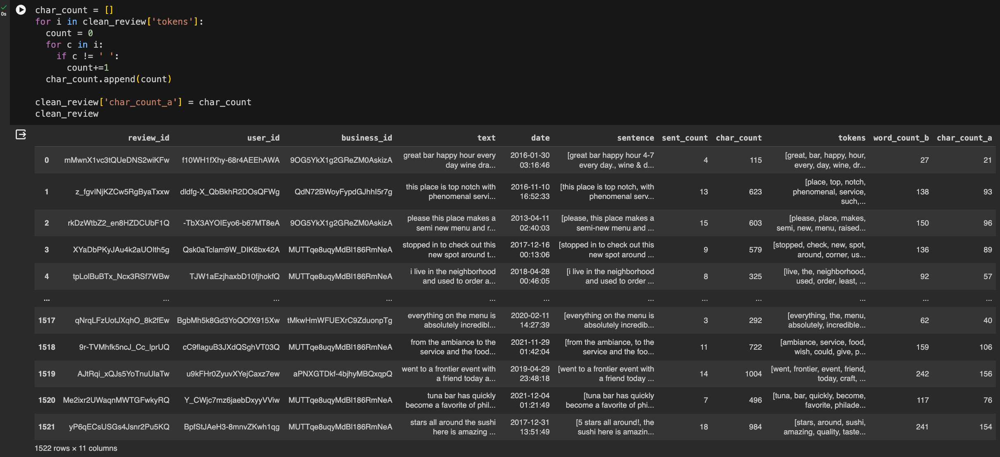 0s
char_count = []
for i in clean_review['tokens']:
  count = 0
  for c in i:
    if c != ' ':
      count+=1
  char_count.append(count)
clean_review['char_count_a'] = char_count
clean_review
review_id user_id business_id text date sentence sent_count char_count tokens word_count_b char_count_a
0 mMwnX1vc3tQUeDNS2wiKFw f10WH1fXhy-68r4AEEhAWA 9OG5YkX1g2GReZM0AskizA great bar happy hour every day wine dra... 2016-01-30 03:16:46 [great bar happy hour 4-7 every day., wine & d... 4 115 [great, bar, happy, hour, every, day, wine, dr... 27 21
1 z_fgvINjKZCw5RgByaTxxw dldfg-X_QbBkhR2DOsQFWg QdN72BWoyFypdGJhhI5r7g this place is top notch with phenomenal servi... 2016-11-10 16:52:33 [this place is top notch, with phenomenal serv... 13 623 [place, top, notch, phenomenal, service, such,... 138 93
2 rkDzWtbZ2_en8HZDCUbF1Q -TbX3AYOIEyo6-b67MT8eA 9OG5YkX1g2GReZM0AskizA please this place makes a semi new menu and r... 2013-04-11 02:40:03 [please, this place makes a semi-new menu and ... 15 603 [please, place, makes, semi, new, menu, raised... 150 96
3 XYaDbPKyJAu4k2aUOlth5g Qsk0aTclam9W_DIK6bx42A MUTTqe8uqyMdBl186RmNeA stopped in to check out this new spot around t... 2017-12-16 00:13:06 [stopped in to check out this new spot around ... 9 579 [stopped, check, new, spot, around, corner, us... 136 89
4 tpLolBuBTx_Ncx3RSf7WBw TJW1aEzjhaxbD10fjhokfQ MUTTqe8uqyMdBl186RmNeA i live in the neighborhood and used to order a... 2018-04-28 00:46:05 [i live in the neighborhood and used to order ... 8 325 [live, the, neighborhood, used, order, least, ... 92 57
... ... ... ... ... ... ... ... ... ... ... ...
1517 qNrqLFzUotJXqhO_8k2fEw BgbMh5k8Gd3YoQOfX915Xw tMkwHmWFUEXrC9ZduonpTg everything on the menu is absolutely incredibl... 2020-02-11 14:27:39 [everything on the menu is absolutely incredib... 3 292 [everything, the, menu, absolutely, incredible... 62 40
1518 9r-TVMhfk5ncJ_Cc_lprUQ cC9flaguB3JXdQSghVT03Q MUTTqe8uqyMdBl186RmNeA from the ambiance to the service and the food... 2021-11-29 01:42:04 [from the ambiance, to the service and the foo... 11 722 [ambiance, service, food, wish, could, give, p... 159 106
1519 AJtRqi_xQJs5YoTnuUlaTw u9kFHr0ZyuvXYejCaxz7ew aPNXGTDkf-4bjhyMBQxqpQ went to a frontier event with a friend today a... 2019-04-29 23:48:18 [went to a frontier event with a friend today ... 14 1004 [went, frontier, event, friend, today, craft, ... 242 156
1520 Me2ixr2UWaqnMWTGFwkyRQ Y_CWjc7mz6jaebDxyyVViw MUTTqe8uqyMdBl186RmNeA tuna bar has quickly become a favorite of phil... 2021-12-04 01:21:49 [tuna bar has quickly become a favorite of phi... 7 496 [tuna, bar, quickly, become, favorite, philade... 117 76
1521 yP6qECsUSGs4Jsnr2Pu5KQ BpfStJAeH3-8mnvZKwh1qg MUTTqe8uqyMdBl186RmNeA stars all around the sushi here is amazing ... 2017-12-31 13:51:49 [5 stars all around!, the sushi here is amazin... 18 984 [stars, around, sushi, amazing, quality, taste... 241 154
1522 rows × 11 columns